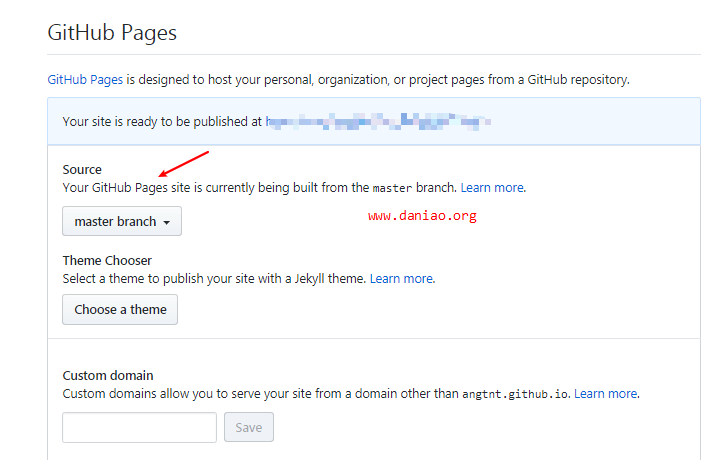 GitHub Pages
GitHub Pages is designed to host your personal, organization, or project pages from a GitHub repository.
Your site is ready to be published at
Source
Your GitHub Pages site is currently being built from the master branch. Learn more.
www.daniao.org
master branch
Theme Chooser
Select a theme to publish your site with a Jekyll theme. Learn more.
Choose a theme
Custom domain
Custom domains allow you to serve your site from a domain other than angtnt.github.io. Learn more.
Save